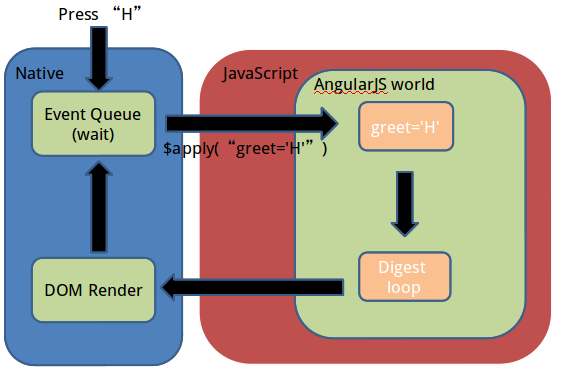 Press “H”
Native
JavaScript
AngularJS world
Event Queue
(wait)
greet='H'
$apply(“greet='H'”)
Digest
loop
DOM Render